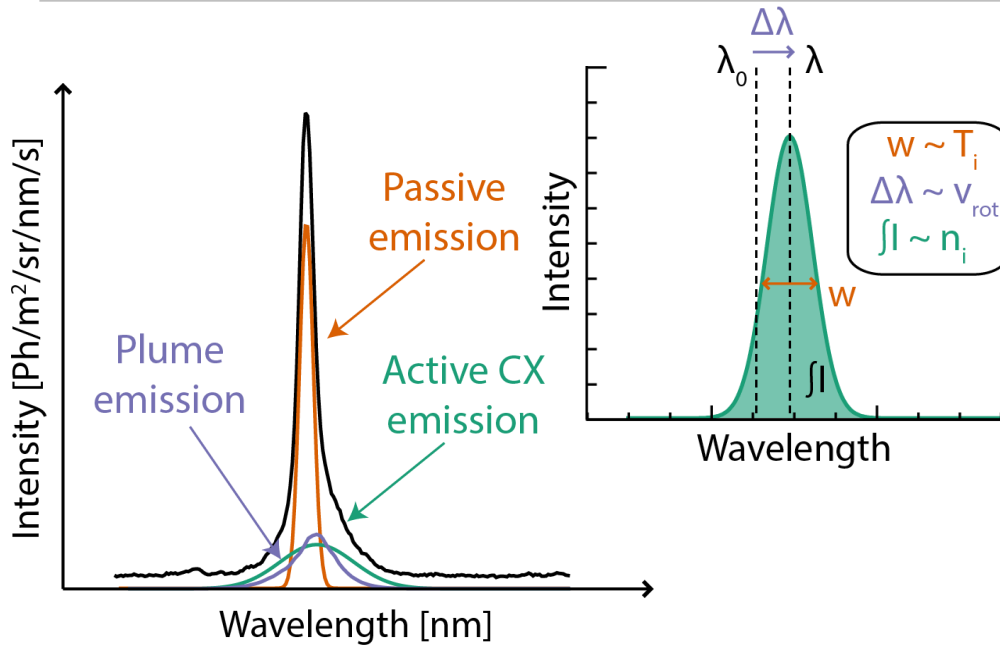 Intensity [Ph/m²/sr/nm/s]
Passive
emission
Plume
emission
Active CX
emission
Wavelength [nm]
Δλ
λ₀
λ
Intensity
w ~ Tᵢ
Δλ ~ v_rot
∫I ~ nᵢ
w
∫I
Wavelength